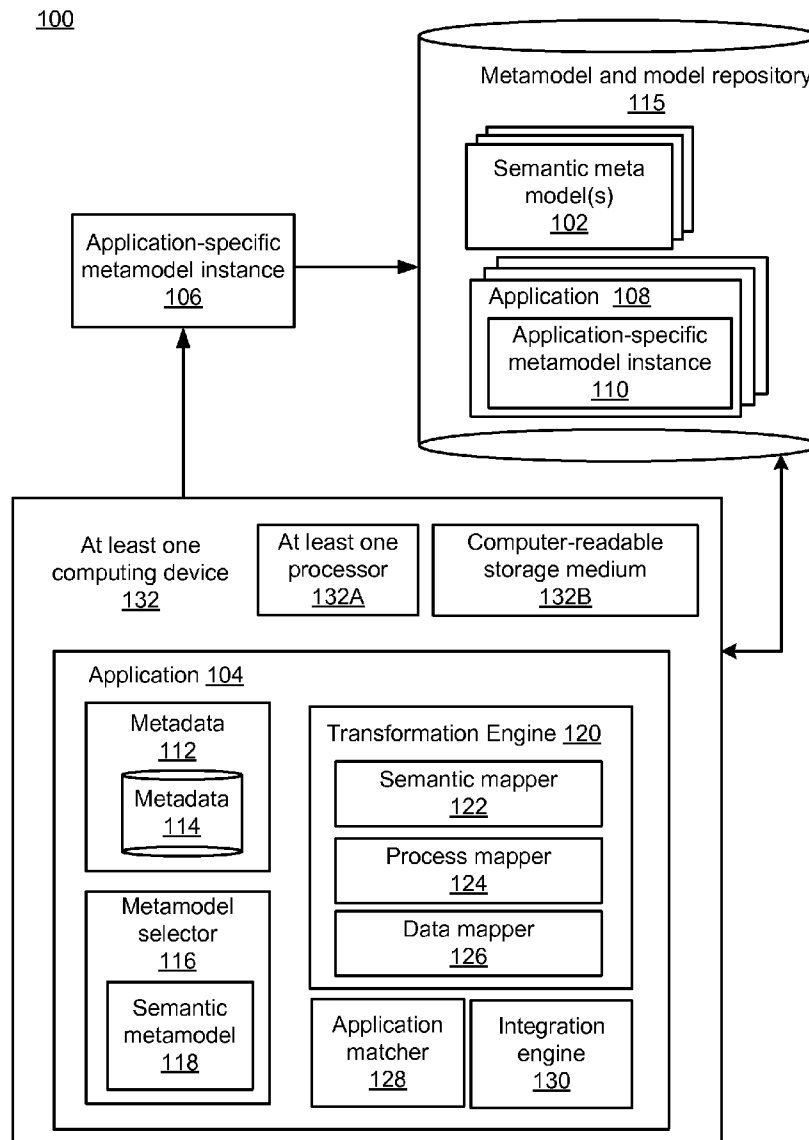 100
Metamodel and model repository
115
Semantic meta
model(s)
102
Application-specific
metamodel instance
106
Application 108
Application-specific
metamodel instance
110
At least one
computing device
132
At least one
processor
132A
Computer-readable
storage medium
132B
Application 104
Metadata
112
Metadata
114
Transformation Engine 120
Semantic mapper
122
Process mapper
124
Data mapper
126
Metamodel
selector
116
Semantic
metamodel
118
Application
matcher
128
Integration
engine
130